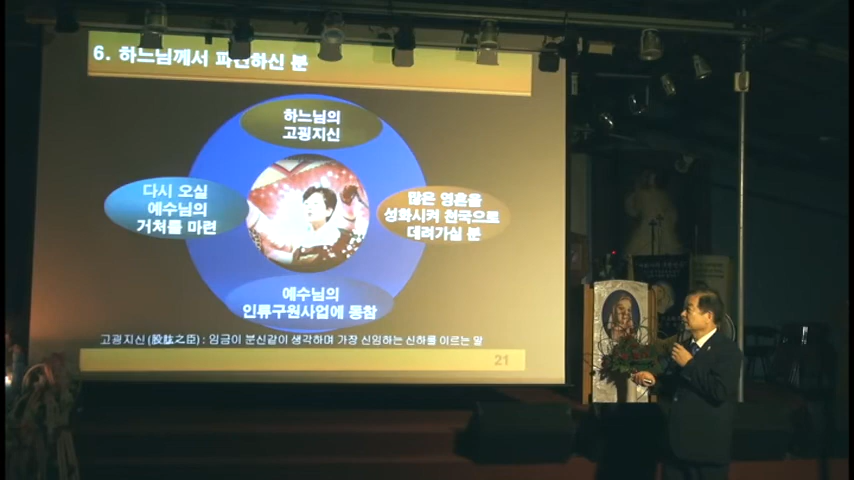 6. 하느님께서 파견하신 분
하느님의
고굉지신
다시 오실
예수님의
거처를 마련
많은 영혼을
성화시켜 천국으로
데려가실 분
예수님의
인류구원사업에 동참
고굉지신(股肱之臣) : 임금이 분신같이 생각하며 가장 신임하는 신하를 이르는 말
21